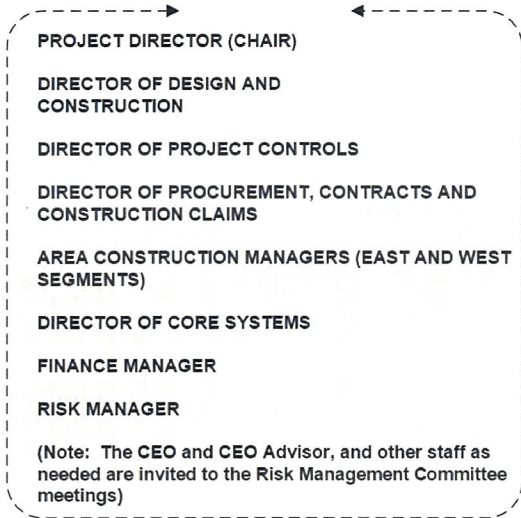 PROJECT DIRECTOR (CHAIR)
DIRECTOR OF DESIGN AND
CONSTRUCTION
DIRECTOR OF PROJECT CONTROLS
DIRECTOR OF PROCUREMENT, CONTRACTS AND
CONSTRUCTION CLAIMS
AREA CONSTRUCTION MANAGERS (EAST AND WEST
SEGMENTS)
DIRECTOR OF CORE SYSTEMS
FINANCE MANAGER
RISK MANAGER
(Note: The CEO and CEO Advisor, and other staff as
needed are invited to the Risk Management Committee
meetings)